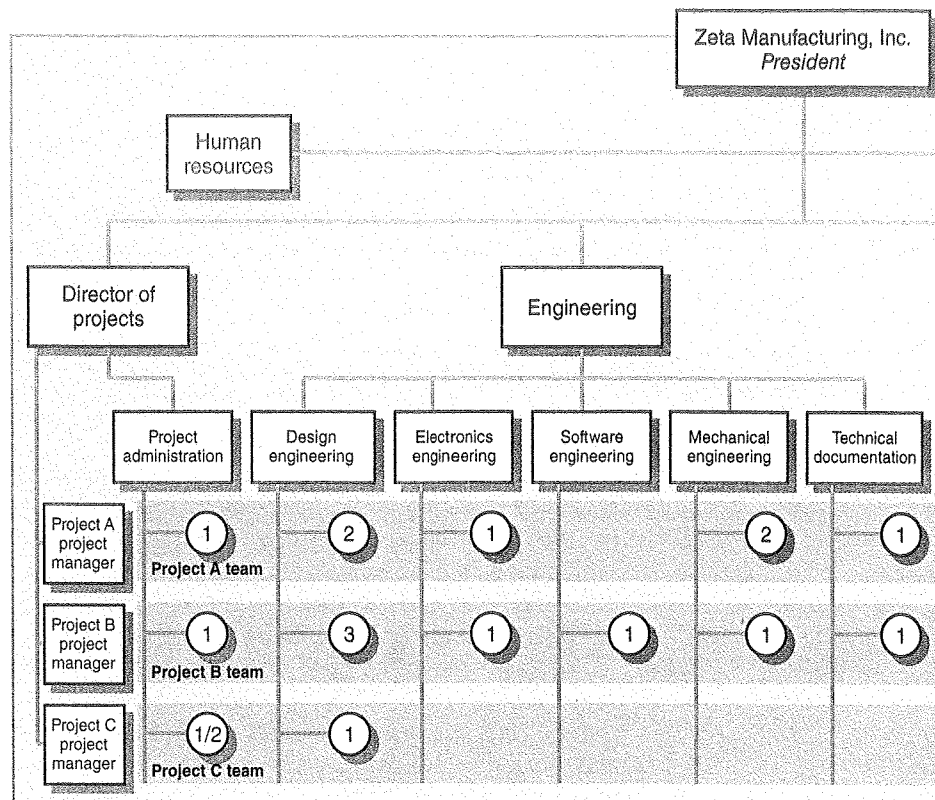 Zeta Manufacturing, Inc.
President
Human
resources
Director of
projects
Engineering
Project
administration
Design
engineering
Electronics
engineering
Software
engineering
Mechanical
engineering
Technical
documentation
Project A
project
manager
1
2
1
2
1
Project A team
Project B
project
manager
1
3
1
1
1
1
Project B team
Project C
project
manager
1/2
1
Project C team